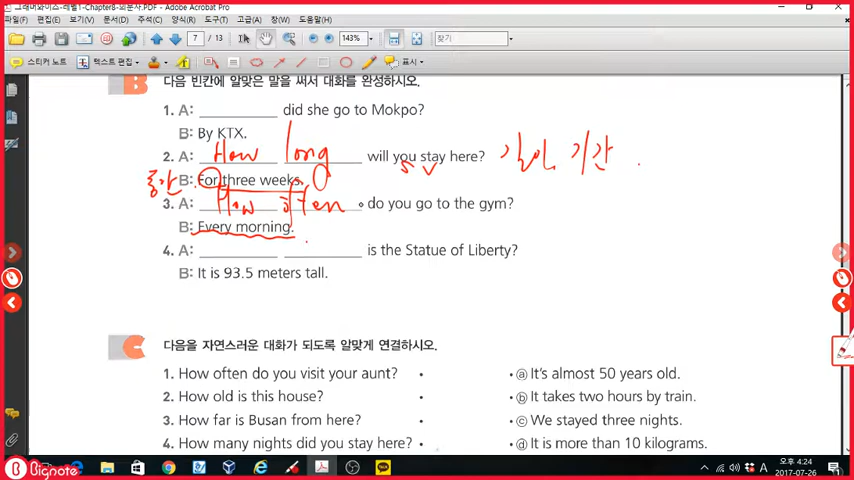 그래머와이즈-레벨1-Chapter8-의문사.PDF - Adobe Acrobat Pro
파일(F) 편집(E) 보기(V) 문서(D) 주석(C) 양식(R) 도구(T) 고급(A) 창(W) 도움말(H)
7 / 13 143% 찾기
스티커 노트 텍스트 편집 표시
B 다음 빈칸에 알맞은 말을 써서 대화를 완성하시오.
1. A: did she go to Mokpo?
B: By KTX.
2. A: How long will you stay here? 기간
S V
B: For three weeks.
3. A: How often do you go to the gym?
B: Every morning.
4. A: is the Statue of Liberty?
B: It is 93.5 meters tall.
C 다음을 자연스러운 대화가 되도록 알맞게 연결하시오.
1. How often do you visit your aunt? • • ⓐ It's almost 50 years old.
2. How old is this house? • • ⓑ It takes two hours by train.
3. How far is Busan from here? • • ⓒ We stayed three nights.
4. How many nights did you stay here? • • ⓓ It is more than 10 kilograms.
Bignote
A 오후 4:24
2017-07-26